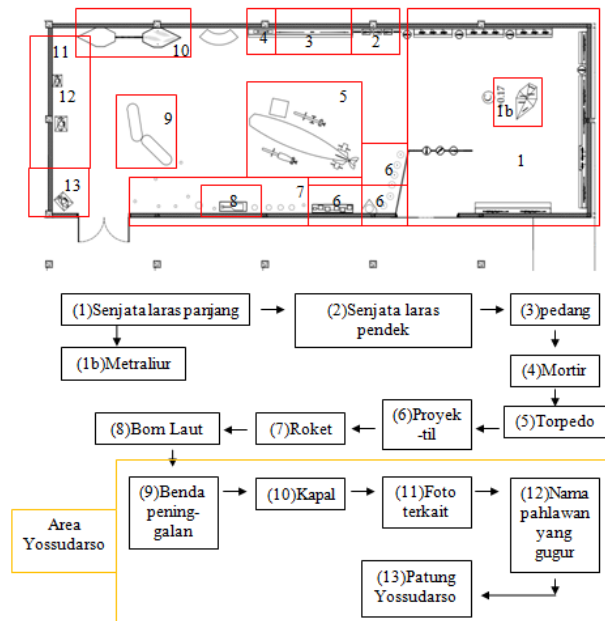 11
10
4
3
2
12
5
0.17
1b
9
6
1
13
7
8
6
6
(1)Senjata laras panjang
(2)Senjata laras
pendek
(3)pedang
(1b)Metraliur
(4)Mortir
(8)Bom Laut
(7)Roket
(6)Proyek
-til
(5)Torpedo
Area
Yossudarso
(9)Benda
pening-
galan
(10)Kapal
(11)Foto
terkait
(12)Nama
pahlawan
yang
gugur
(13)Patung
Yossudarso